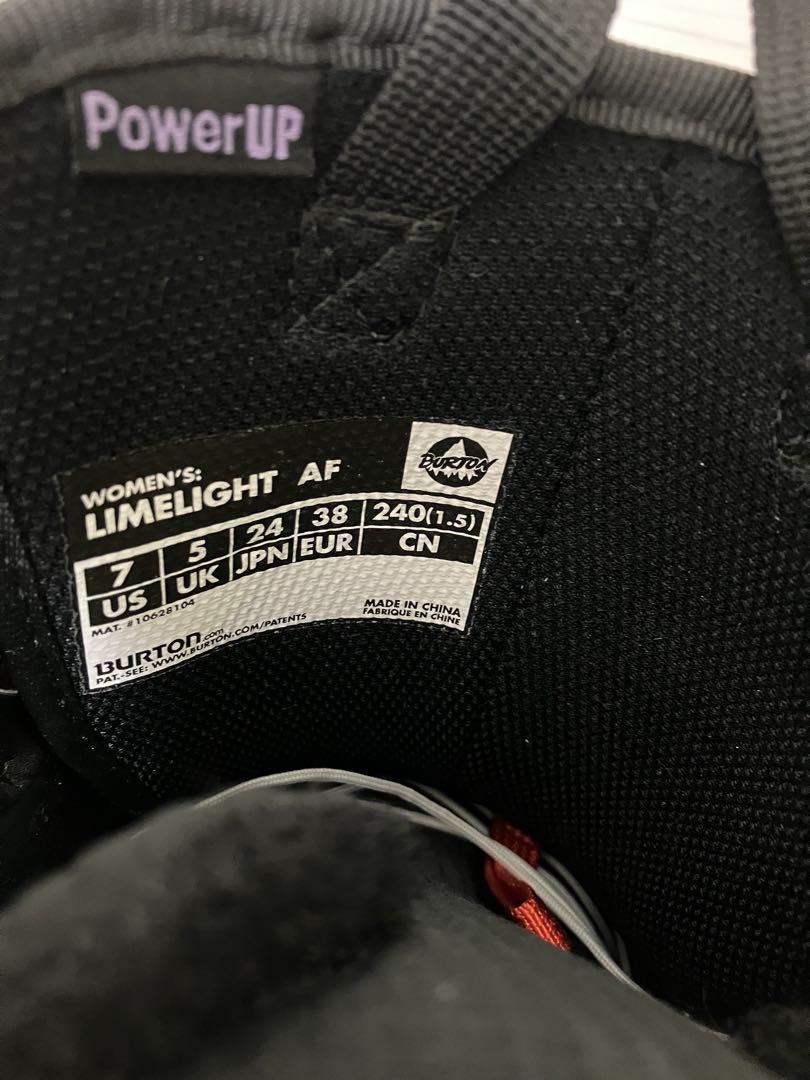 PowerUP
BURTON
WOMEN'S:
LIMELIGHT AF
7 5 24 38 240(1.5)
US UK JPN EUR CN
MAT. #10628104
MADE IN CHINA
FABRIQUE EN CHINE
BURTON.com
PAT.-SEE: WWW.BURTON.COM/PATENTS